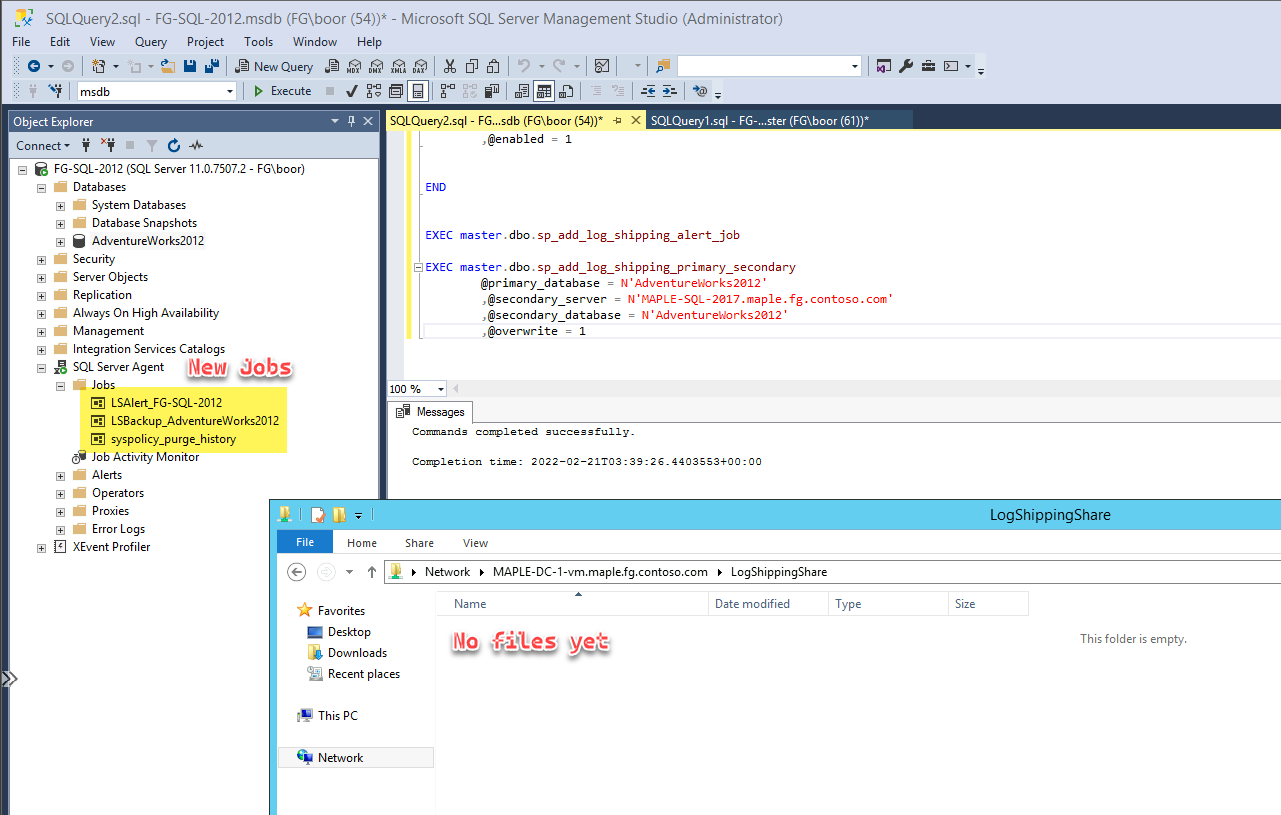 SQLQuery2.sql - FG-SQL-2012.msdb (FG\boor (54))* - Microsoft SQL Server Management Studio (Administrator)
File Edit View Query Project Tools Window Help
New Query MDX DMX XMLA DAX
msdb Execute
Object Explorer
SQLQuery2.sql - FG...sdb (FG\boor (54))* SQLQuery1.sql - FG-...ster (FG\boor (61))*
Connect
FG-SQL-2012 (SQL Server 11.0.7507.2 - FG\boor)
Databases
System Databases
Database Snapshots
AdventureWorks2012
Security
Server Objects
Replication
Always On High Availability
Management
Integration Services Catalogs
SQL Server Agent
New Jobs
Jobs
LSAlert_FG-SQL-2012
LSBackup_AdventureWorks2012
syspolicy_purge_history
Job Activity Monitor
Alerts
Operators
Proxies
Error Logs
XEvent Profiler
,@enabled = 1
END
EXEC master.dbo.sp_add_log_shipping_alert_job
EXEC master.dbo.sp_add_log_shipping_primary_secondary
@primary_database = N'AdventureWorks2012'
,@secondary_server = N'MAPLE-SQL-2017.maple.fg.contoso.com'
,@secondary_database = N'AdventureWorks2012'
,@overwrite = 1
100 %
Messages
Commands completed successfully.
Completion time: 2022-02-21T03:39:26.4403553+00:00
LogShippingShare
File Home Share View
Network MAPLE-DC-1-vm.maple.fg.contoso.com LogShippingShare
Favorites
Desktop
Downloads
Recent places
This PC
Network
Name Date modified Type Size
No files yet
This folder is empty.